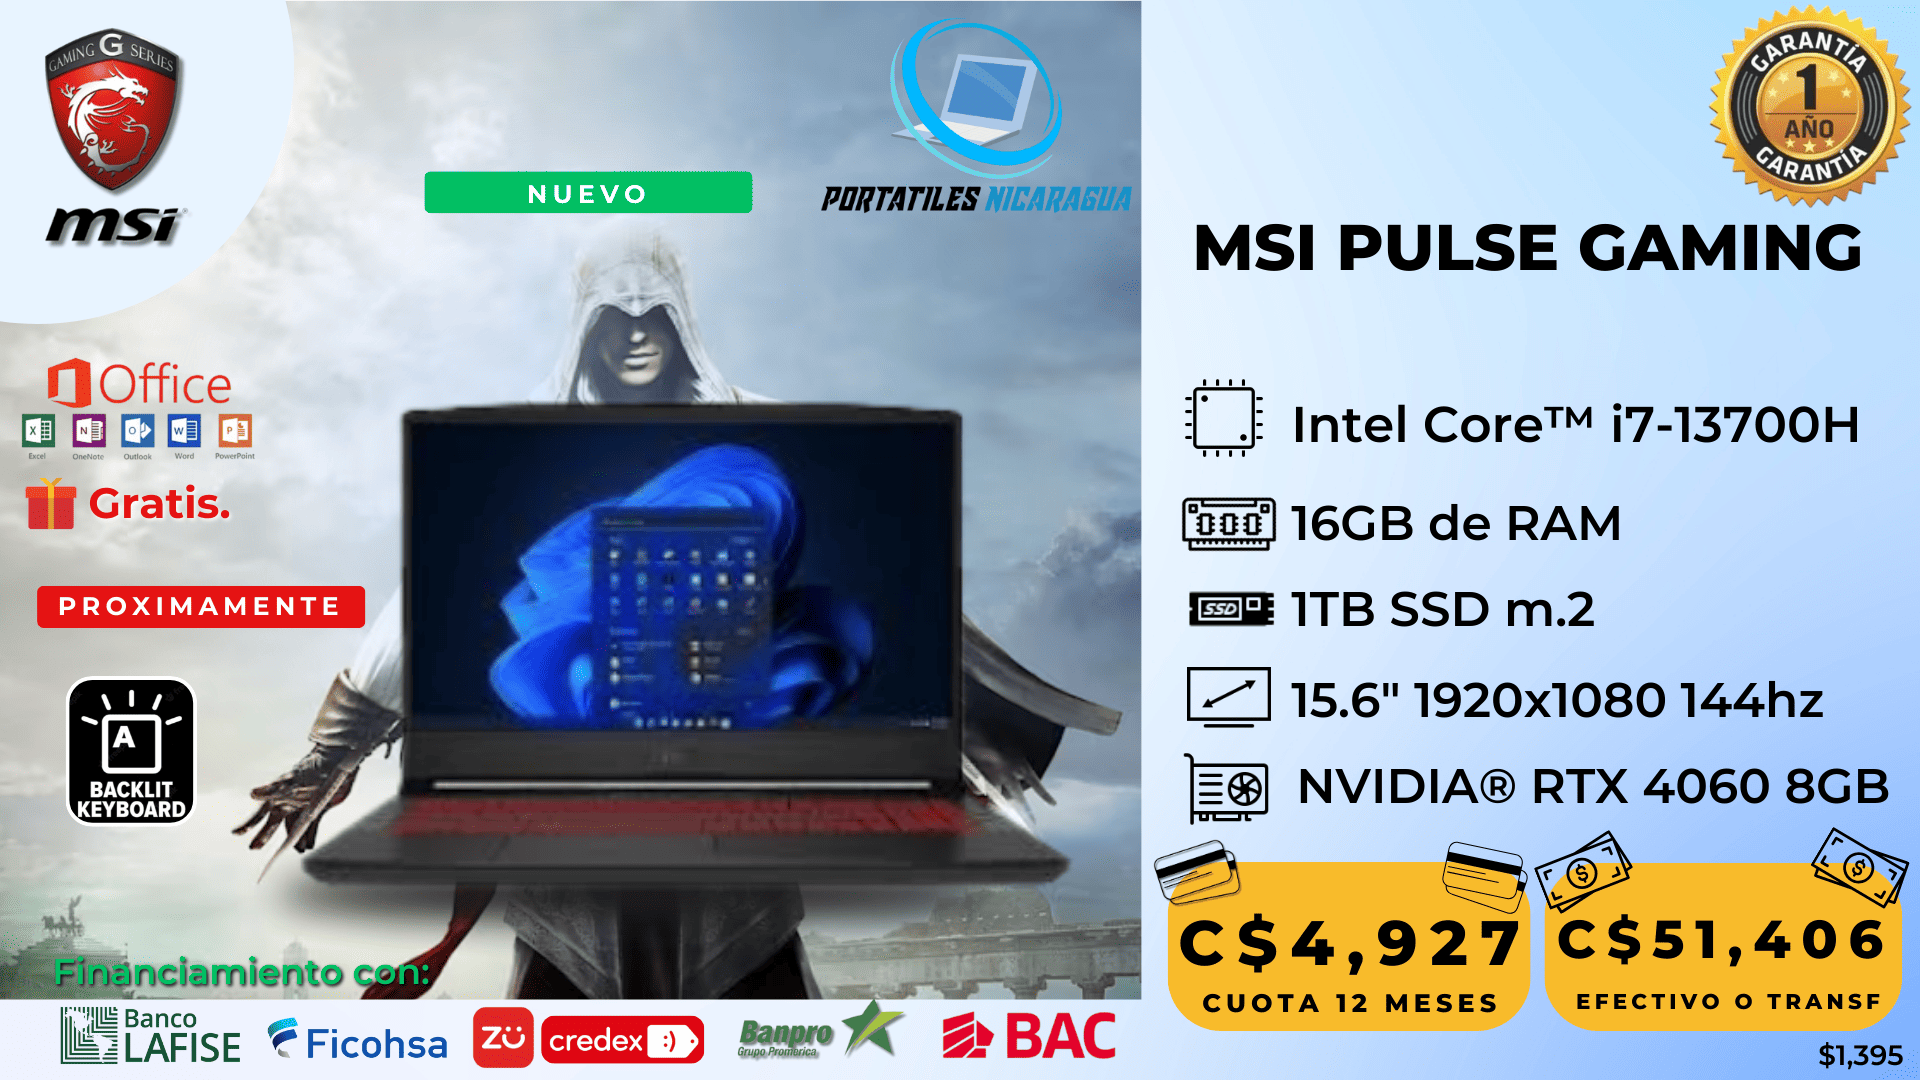 GAMING G SERIES
msi
NUEVO
PORTATILES NICARAGUA
Office
Excel
OneNote
Outlook
Word
PowerPoint
Gratis.
PROXIMAMENTE
A
BACKLIT
KEYBOARD
Financiamiento con:
Banco
LAFISE
Ficohsa
zü
credex :)
Banpro
Grupo Promerica
BAC
GARANTÍA
1
AÑO
GARANTÍA
MSI PULSE GAMING
Intel Core™ i7-13700H
16GB de RAM
SSD
1TB SSD m.2
15.6" 1920x1080 144hz
NVIDIA® RTX 4060 8GB
C$4,927
CUOTA 12 MESES
C$51,406
EFECTIVO O TRANSF
$1,395